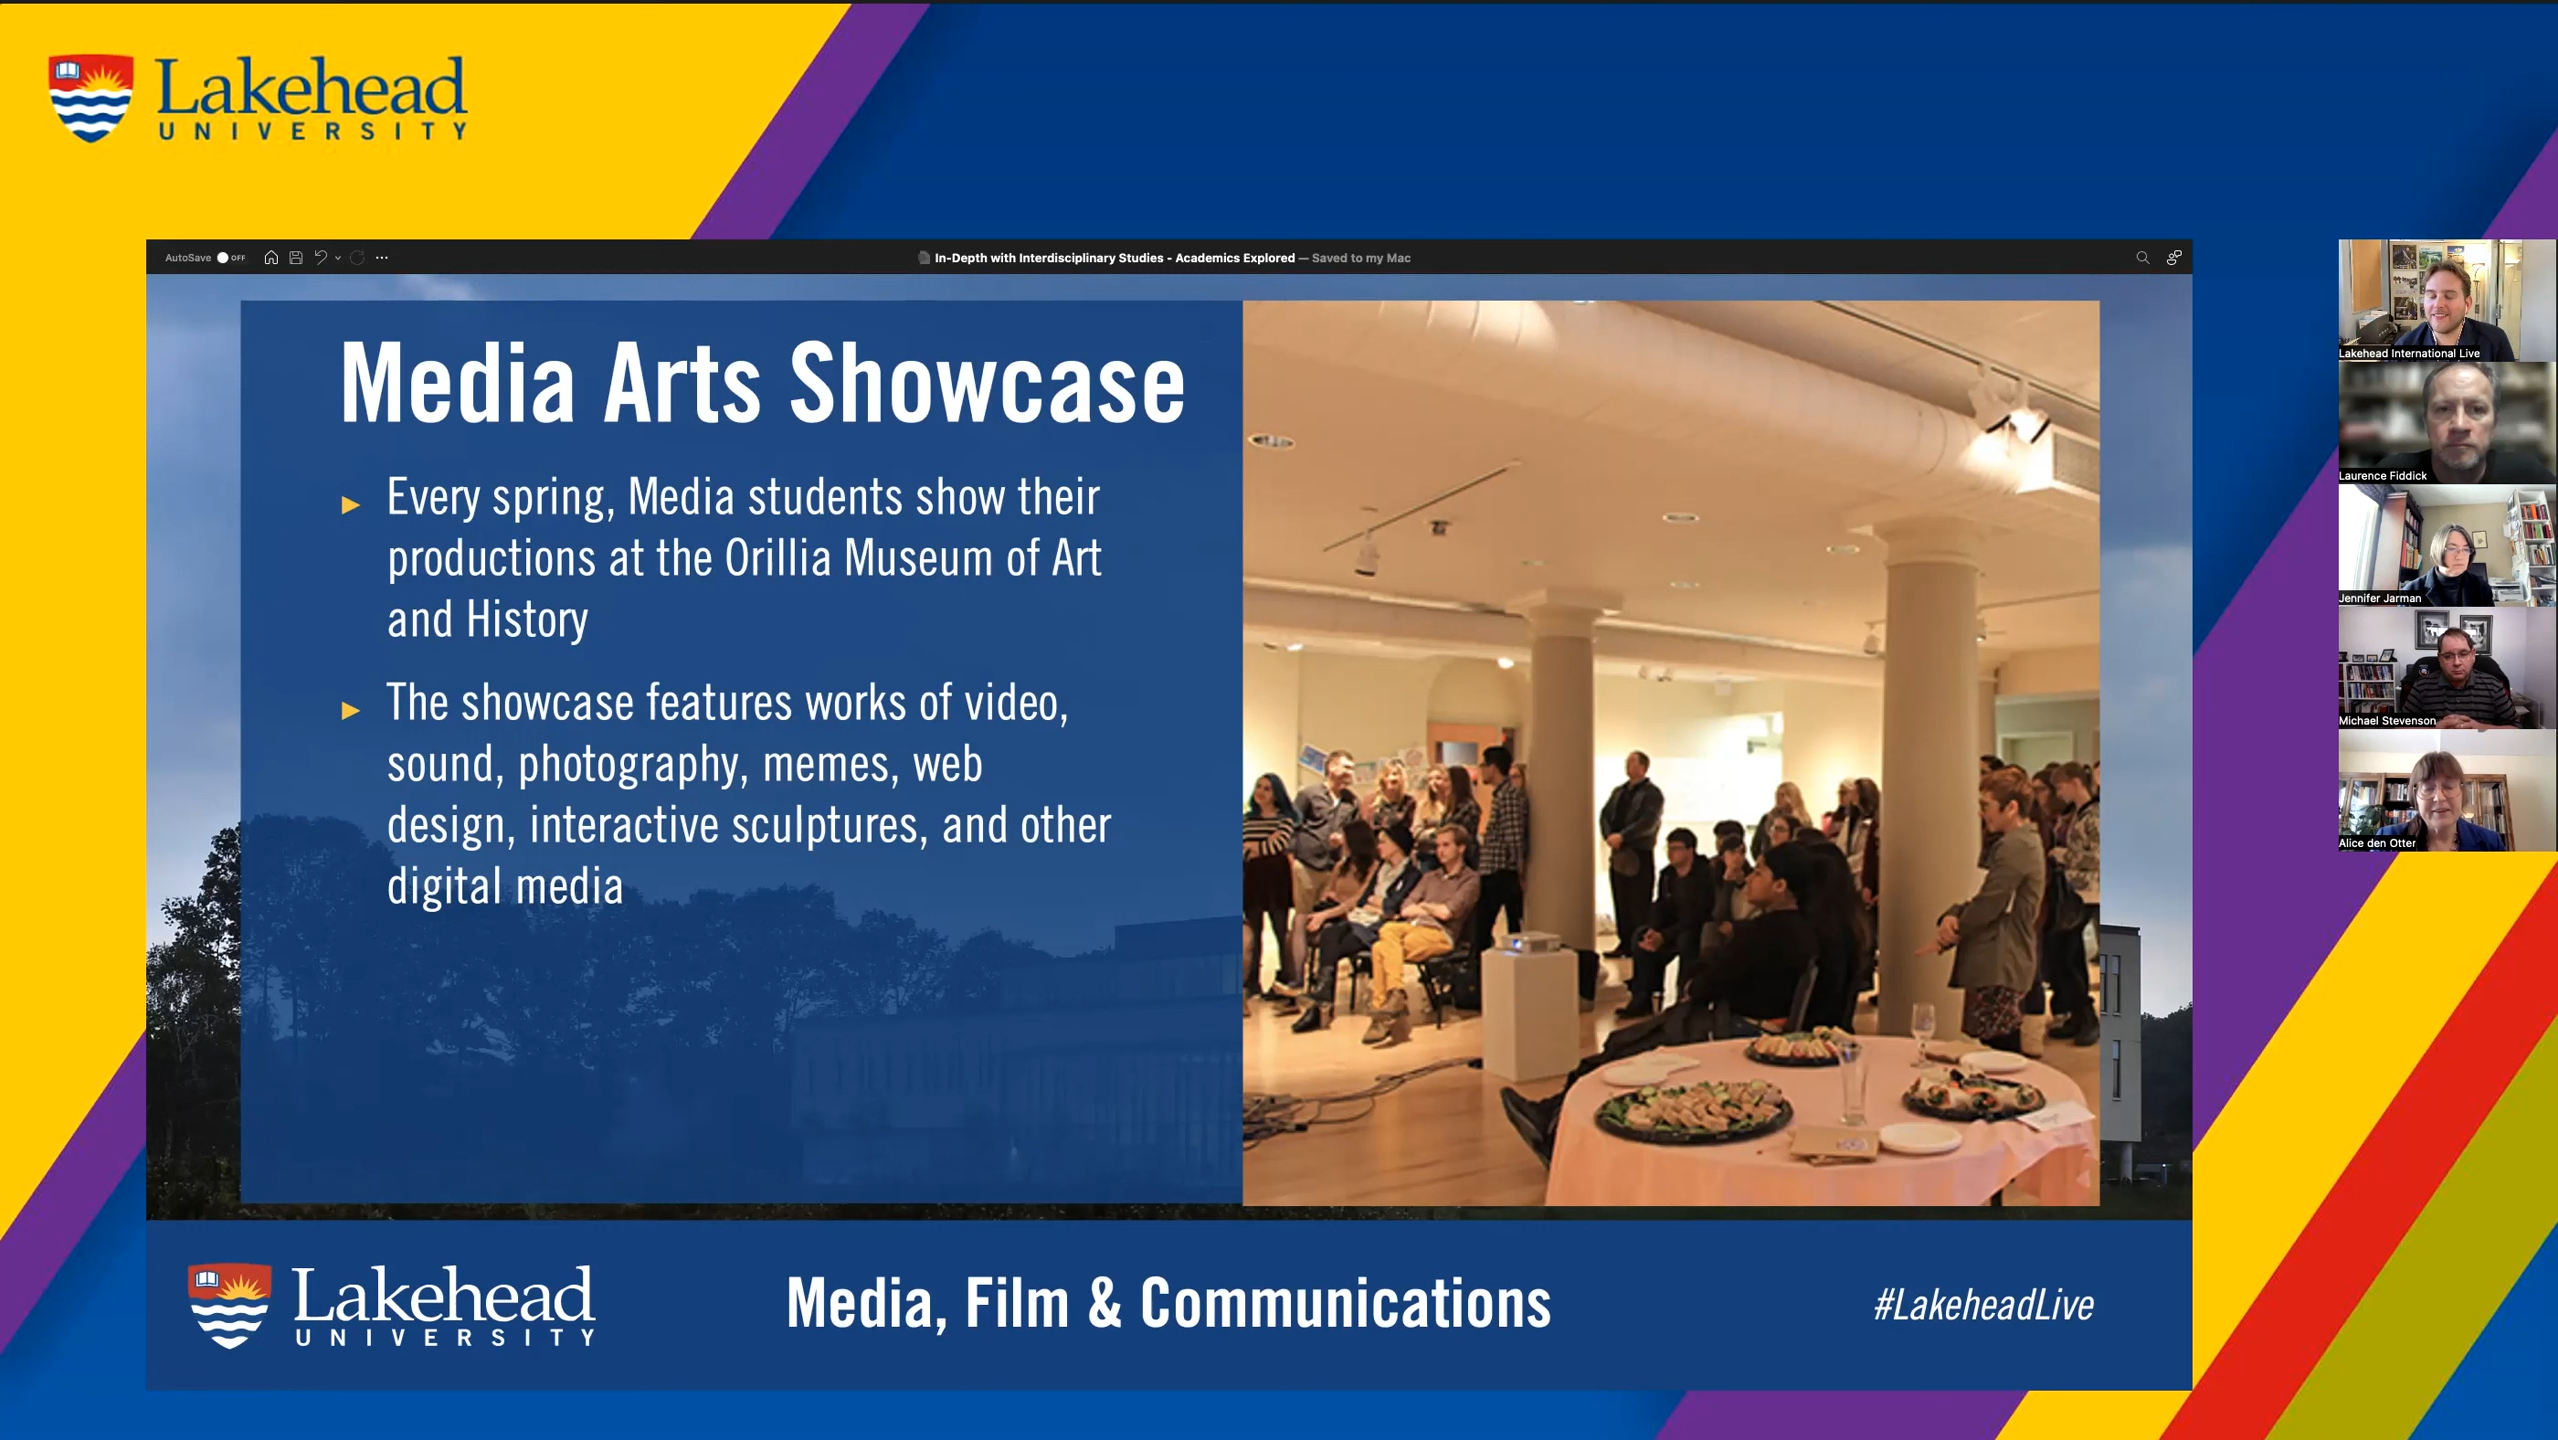 Lakehead
UNIVERSITY
AutoSave OFF
In-Depth with Interdisciplinary Studies - Academics Explored — Saved to my Mac
Media Arts Showcase
Every spring, Media students show their
productions at the Orillia Museum of Art
and History
The showcase features works of video,
sound, photography, memes, web
design, interactive sculptures, and other
digital media
Lakehead
UNIVERSITY
Media, Film & Communications
#LakeheadLive
Lakehead International Live
Laurence Fiddick
Jennifer Jarman
Michael Stevenson
Alice den Otter